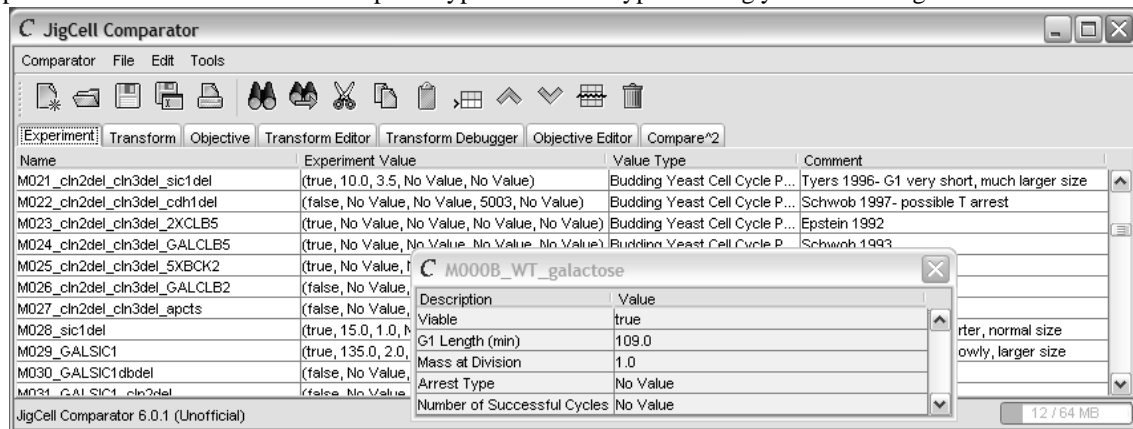 C JigCell Comparator
Comparator File Edit Tools
Experiment Transform Objective Transform Editor Transform Debugger Objective Editor Compare^2
Name Experiment Value Value Type Comment
M021_cln2del_cln3del_sic1del (true, 10.0, 3.5, No Value, No Value) Budding Yeast Cell Cycle P... Tyers 1996- G1 very short, much larger size
M022_cln2del_cln3del_cdh1del (false, No Value, No Value, 5003, No Value) Budding Yeast Cell Cycle P... Schwob 1997- possible T arrest
M023_cln2del_cln3del_2XCLB5 (true, No Value, No Value, No Value, No Value) Budding Yeast Cell Cycle P... Epstein 1992
M024_cln2del_cln3del_GALCLB5 (true, No Value, No Value, No Value, No Value) Budding Yeast Cell Cycle P... Schwob 1993
M025_cln2del_cln3del_5XBCK2 (true, No Value,
M026_cln2del_cln3del_GALCLB2 (false, No Value,
M027_cln2del_cln3del_apcts (false, No Value,
M028_sic1del (true, 15.0, 1.0, rter, normal size
M029_GALSIC1 (true, 135.0, 2.0, owly, larger size
M030_GALSIC1dbdel (false, No Value,
M031_GALSIC1_cln2del (false, No Value
C M000B_WT_galactose
Description Value
Viable true
G1 Length (min) 109.0
Mass at Division 1.0
Arrest Type No Value
Number of Successful Cycles No Value
JigCell Comparator 6.0.1 (Unofficial) 12 / 64 MB